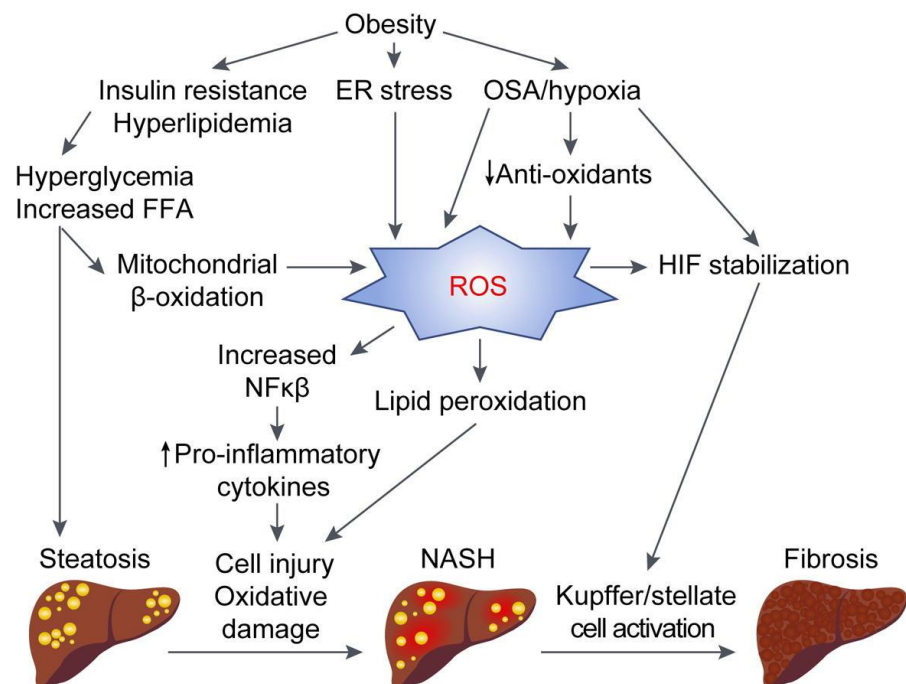 Obesity
Insulin resistance
Hyperlipidemia
ER stress
OSA/hypoxia
↓Anti-oxidants
Hyperglycemia
Increased FFA
Mitochondrial
β-oxidation
ROS
HIF stabilization
Increased
NFκβ
Lipid peroxidation
↑Pro-inflammatory
cytokines
Steatosis
Cell injury
Oxidative
damage
NASH
Kupffer/stellate
cell activation
Fibrosis